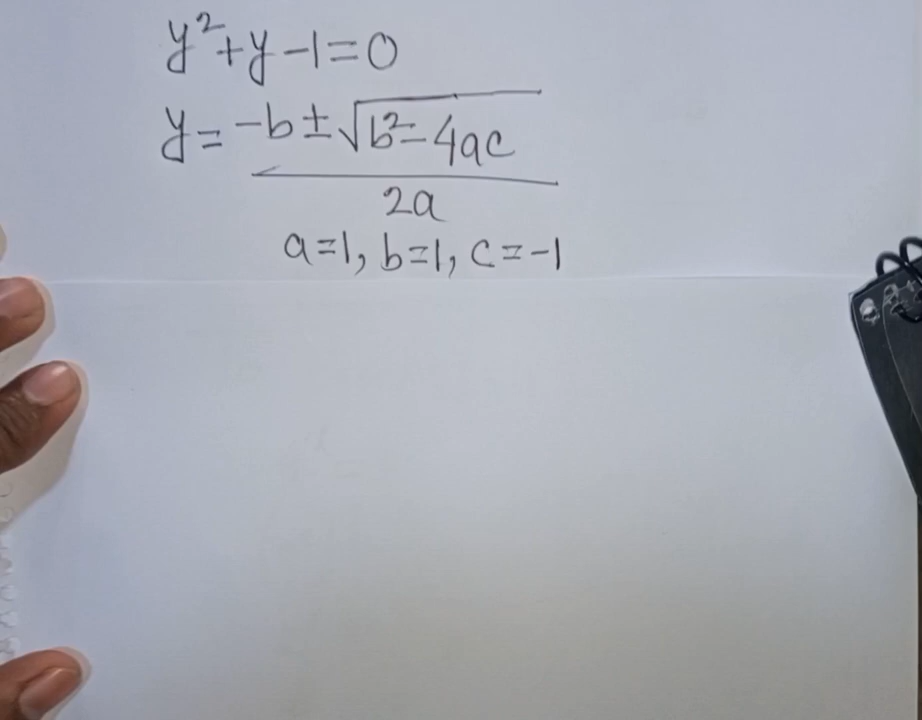 y²+y-1=0
y=-b±√b²-4ac
2a
a=1, b=1, c=-1